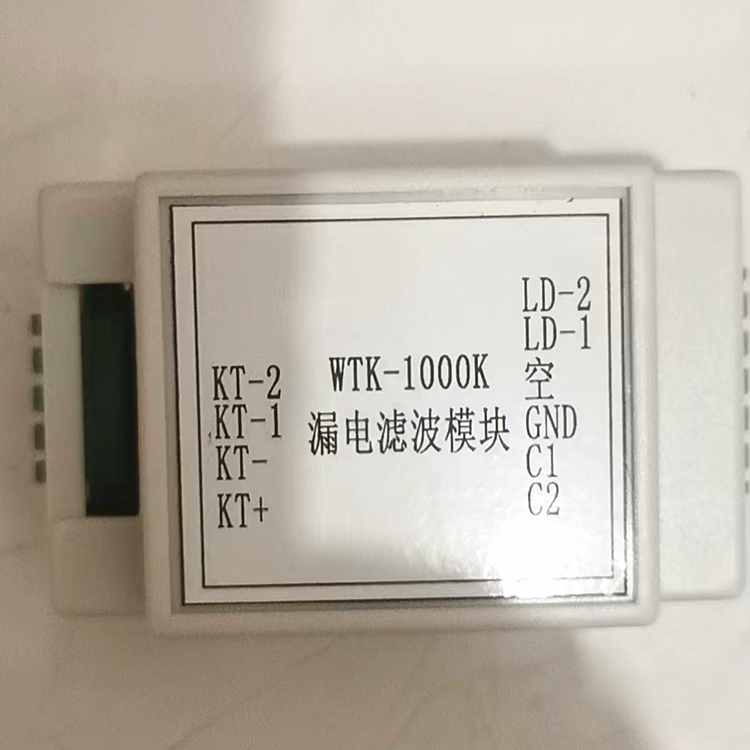 KT-2
KT-1
KT-
KT+
WTK-1000K
漏电滤波模块
LD-2
LD-1
空
GND
C1
C2